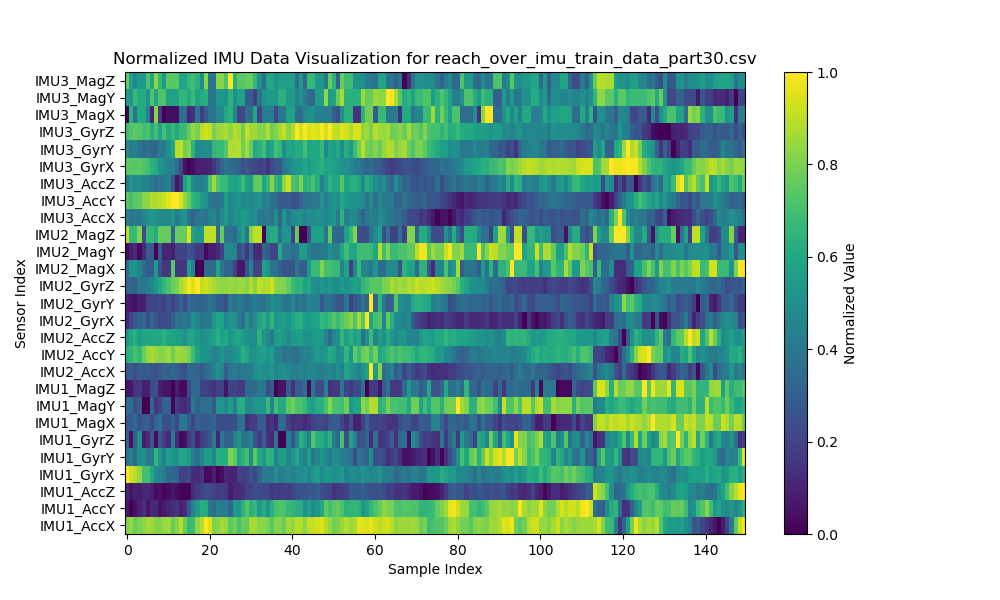 Normalized IMU Data Visualization for reach_over_imu_train_data_part30.csv
IMU3_MagZ
IMU3_MagY
IMU3_MagX
IMU3_GyrZ
IMU3_GyrY
IMU3_GyrX
IMU3_AccZ
IMU3_AccY
IMU3_AccX
IMU2_MagZ
IMU2_MagY
IMU2_MagX
IMU2_GyrZ
IMU2_GyrY
IMU2_GyrX
IMU2_AccZ
IMU2_AccY
IMU2_AccX
IMU1_MagZ
IMU1_MagY
IMU1_MagX
IMU1_GyrZ
IMU1_GyrY
IMU1_GyrX
IMU1_AccZ
IMU1_AccY
IMU1_AccX
Sensor Index
0 20 40 60 80 100 120 140
Sample Index
1.0
0.8
0.6
0.4
0.2
0.0
Normalized Value